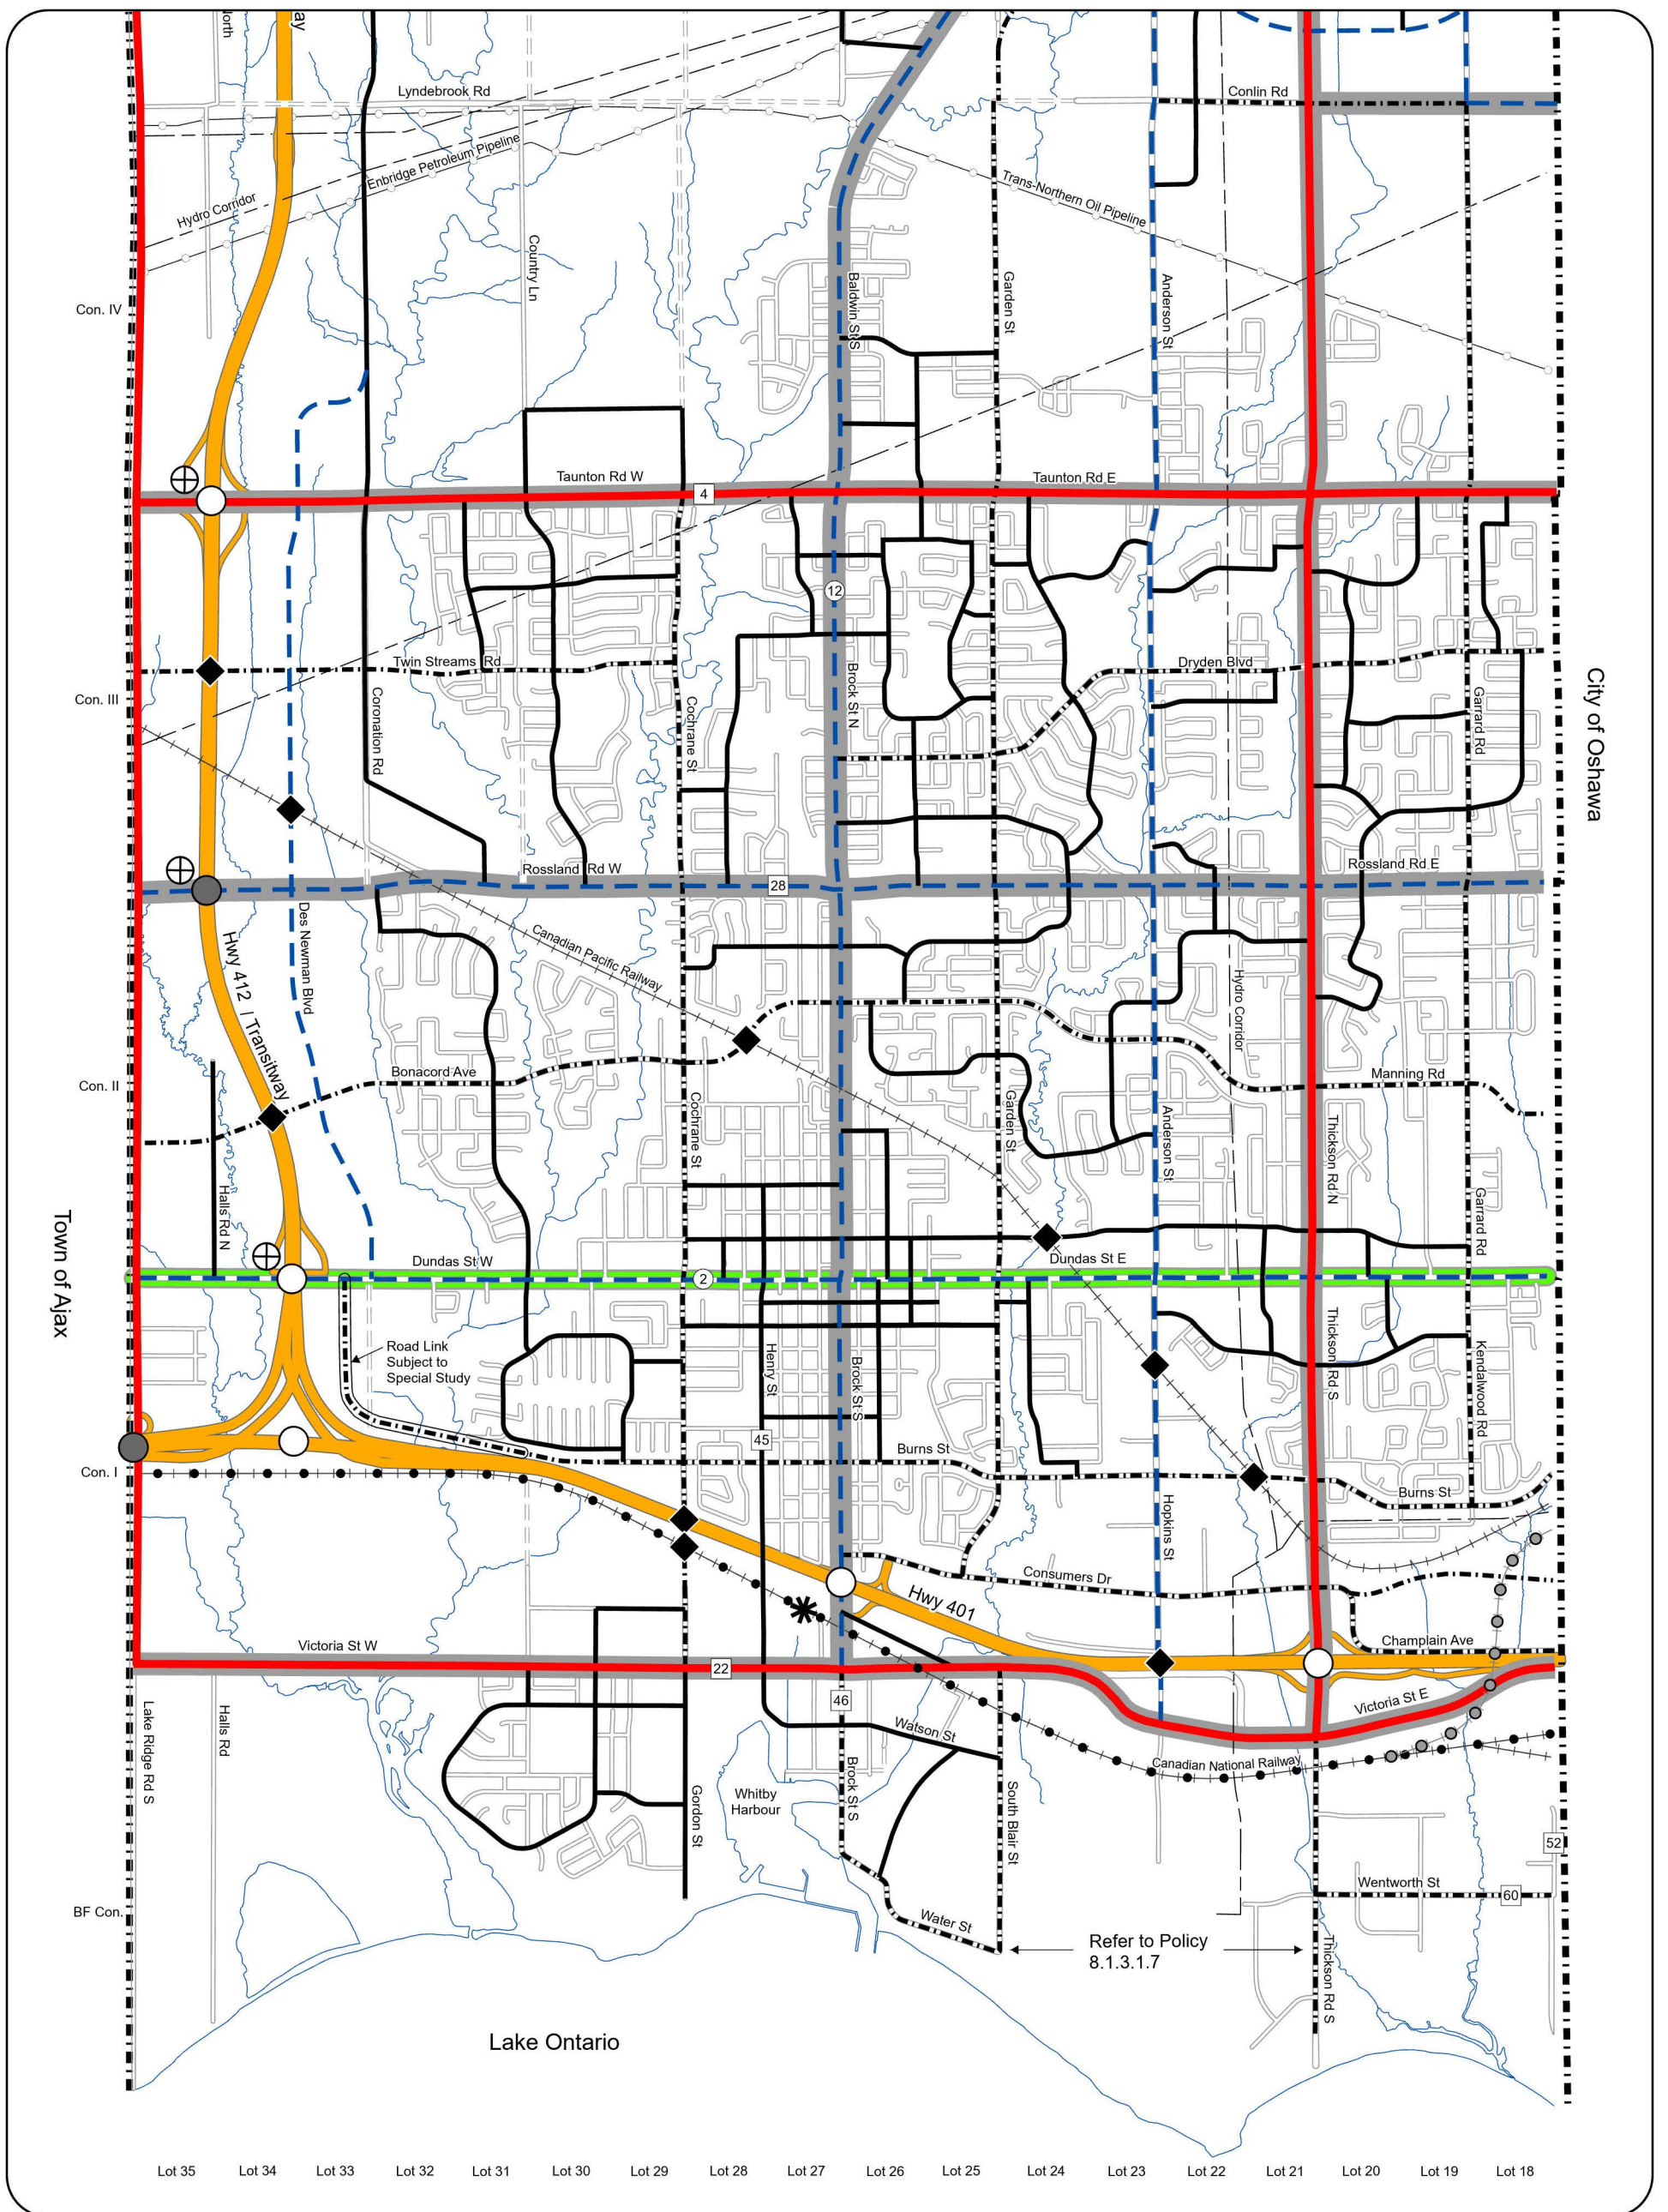 orth
ay
Lyndebrook Rd
Conlin Rd
Enbridge Petroleum Pipeline
Hydro Corridor
Trans-Northern Oil Pipeline
Country Ln
Baldwin St S
Garden St
Anderson St
Con. IV
Taunton Rd W
4
Taunton Rd E
12
Twin Streams Rd
Dryden Blvd
Con. III
Coronation Rd
Cochrane St
Brock St N
Garrard Rd
City of Oshawa
Rossland Rd W
28
Rossland Rd E
Des Newman Blvd
Hwy 412 / Transitway
Canadian Pacific Railway
Hydro Corridor
Con. II
Bonacord Ave
Manning Rd
Cochrane St
Garden St
Anderson St
Thickson Rd N
Halls Rd N
Garrard Rd
Town of Ajax
Dundas St W
2
Dundas St E
Road Link
Subject to
Special Study
Henry St
Brock St S
Thickson Rd S
Kendalwood Rd
45
Burns St
Con. I
Burns St
Hopkins St
Consumers Dr
Hwy 401
Victoria St W
22
Champlain Ave
Victoria St E
46
Lake Ridge Rd S
Halls Rd
Watson St
Canadian National Railway
Whitby
Harbour
Gordon St
Brock St S
South Blair St
52
Wentworth St
60
BF Con.
Water St
Refer to Policy
8.1.3.1.7
Thickson Rd S
Lake Ontario
Lot 35 Lot 34 Lot 33 Lot 32 Lot 31 Lot 30 Lot 29 Lot 28 Lot 27 Lot 26 Lot 25 Lot 24 Lot 23 Lot 22 Lot 21 Lot 20 Lot 19 Lot 18